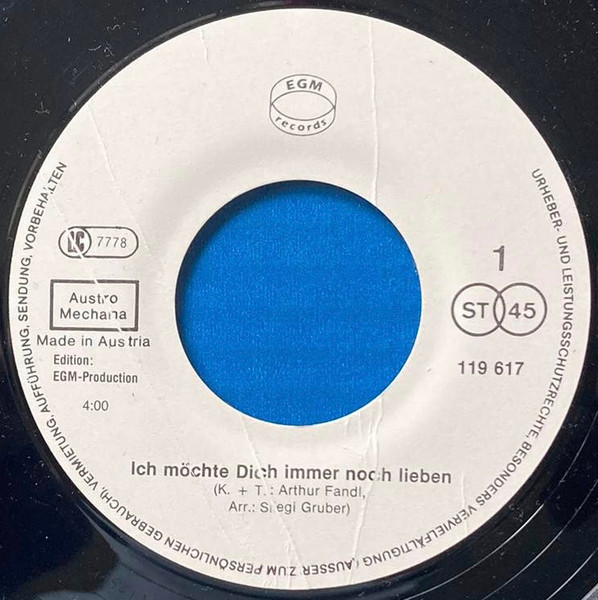 EGM
records
LC 7778
Austro
Mechana
Made in Austria
Edition:
EGM-Production
4:00
1
ST 45
119 617
Ich möchte Dich immer noch lieben
(K. + T.: Arthur Fandl,
Arr.: Siegi Gruber)
URHEBER- UND LEISTUNGSSCHUTZRECHTE, BESONDERS VERVIELFÄLTIGUNG (AUSSER ZUM PERSÖNLICHEN GEBRAUCH), VERMIETUNG, AUFFÜHRUNG, SENDUNG, VORBEHALTEN